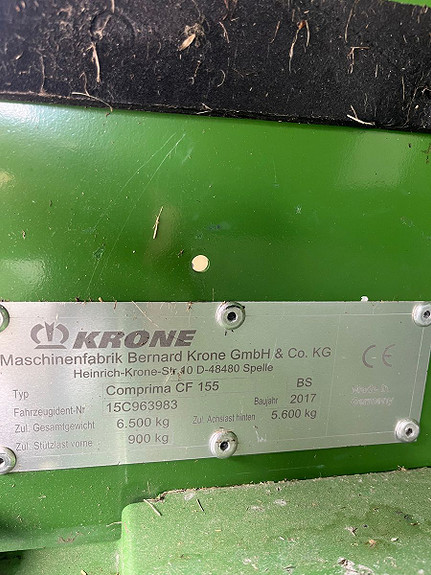 KRONE
Maschinenfabrik Bernard Krone GmbH & Co. KG
Heinrich-Krone-Str.10 D-48480 Spelle
CE
Typ Comprima CF 155 BS
Fahrzeugident-Nr 15C963983 Baujahr 2017
Zul. Gesamtgewicht 6.500 kg Zul. Achslast hinten 5.600 kg
Zul. Stützlast vorne 900 kg
Germany